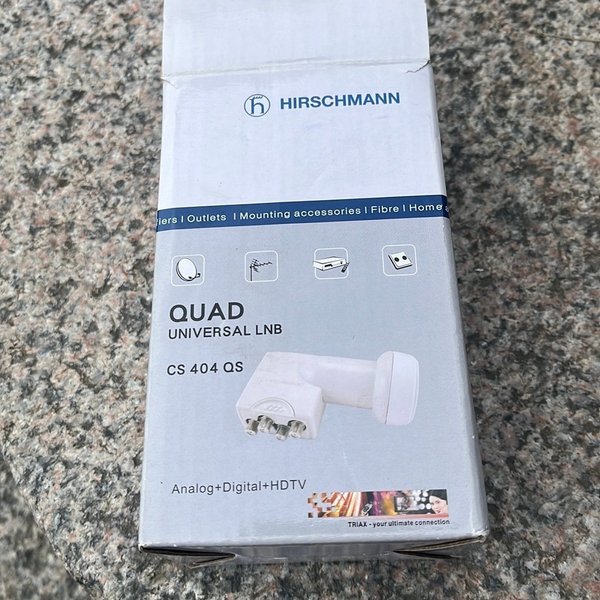 HIRSCHMANN
iers I Outlets I Mounting accessories I Fibre I Home
QUAD
UNIVERSAL LNB
CS 404 QS
Analog+Digital+HDTV
TRIAX - your ultimate connection